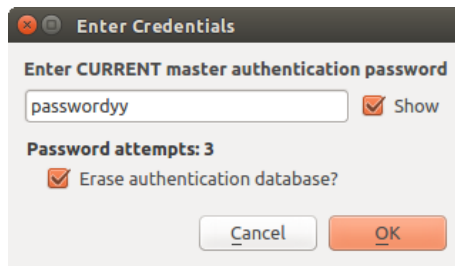 Enter Credentials
Enter CURRENT master authentication password
passwordyy
Show
Password attempts: 3
Erase authentication database?
Cancel
OK